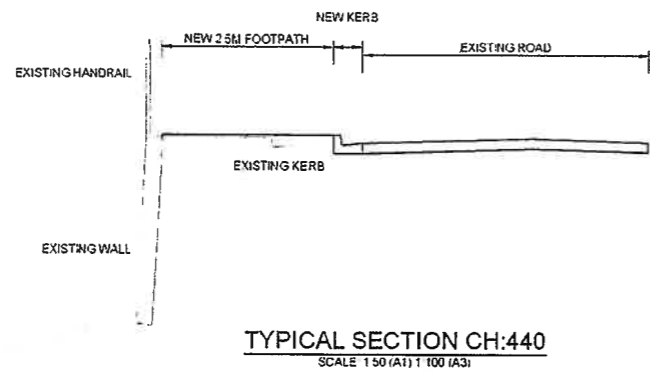 NEW KERB
NEW 2.5M FOOTPATH
EXISTING ROAD
EXISTING HANDRAIL
EXISTING KERB
EXISTING WALL
TYPICAL SECTION CH:440
SCALE 1:50 (A1) 1:100 (A3)